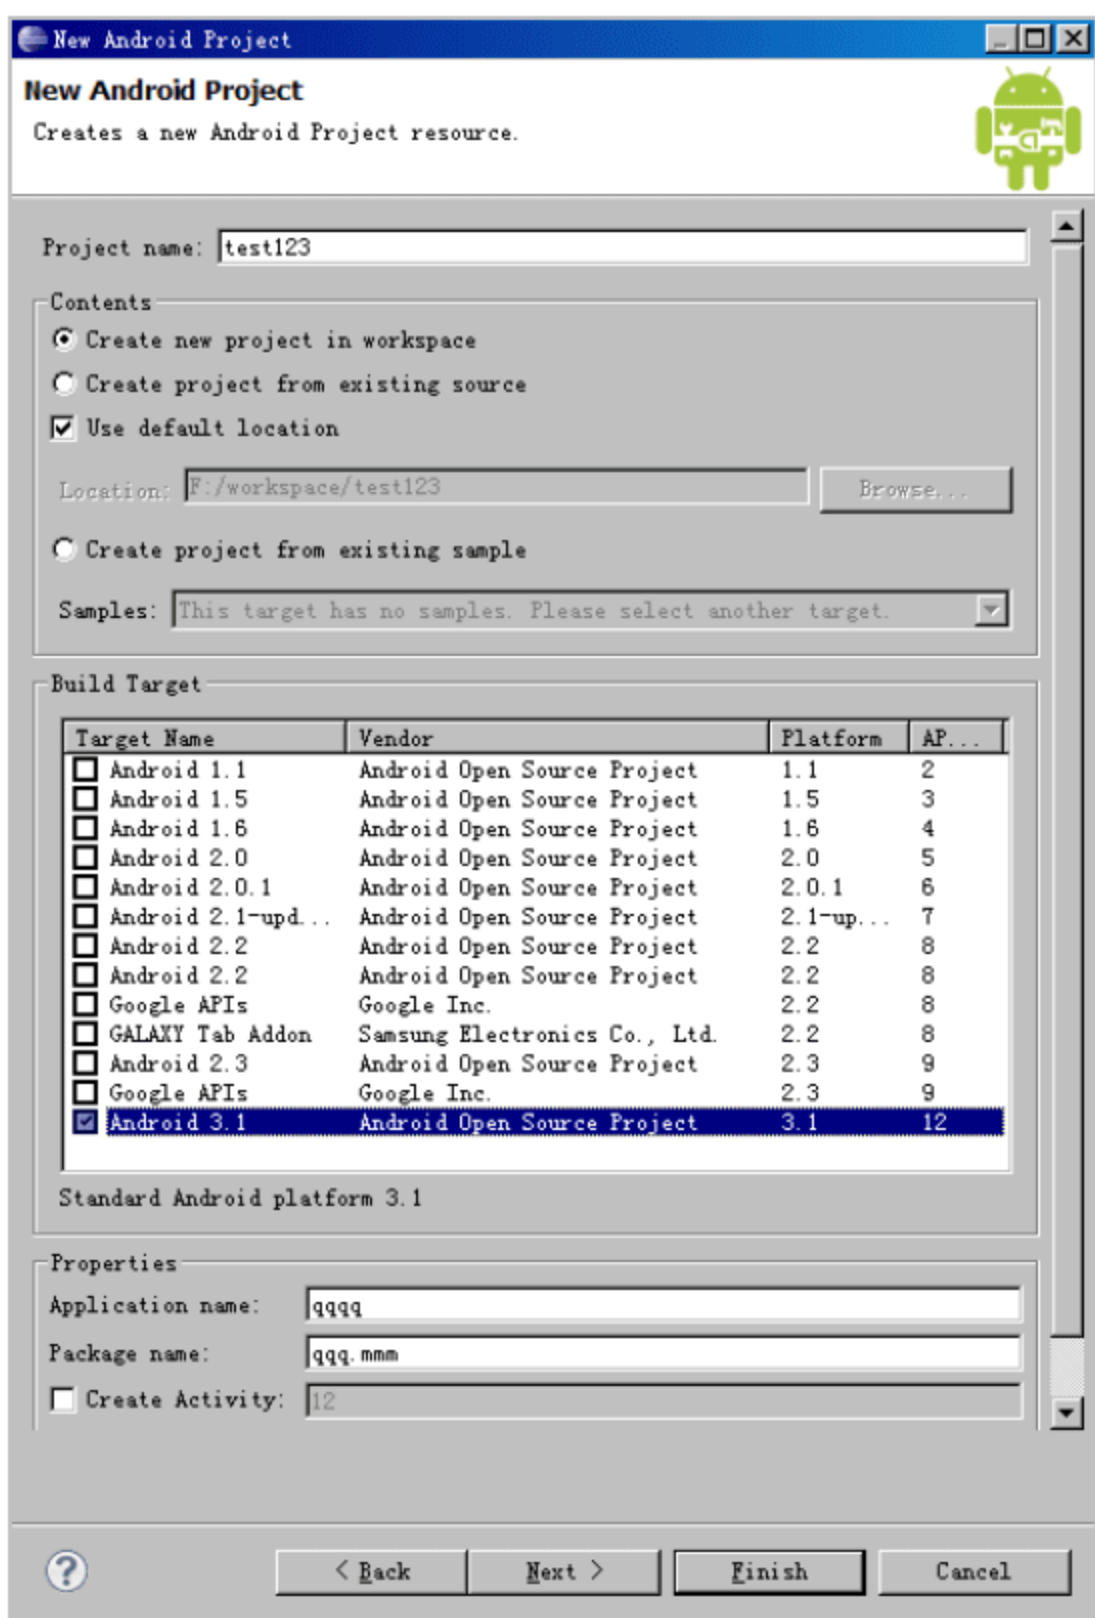 New Android Project
New Android Project
Creates a new Android Project resource.
Project name: test123
Contents
Create new project in workspace
Create project from existing source
Use default location
Location: F:/workspace/test123 Browse...
Create project from existing sample
Samples: This target has no samples. Please select another target.
Build Target
Target Name Vendor Platform AP...
Android 1.1 Android Open Source Project 1.1 2
Android 1.5 Android Open Source Project 1.5 3
Android 1.6 Android Open Source Project 1.6 4
Android 2.0 Android Open Source Project 2.0 5
Android 2.0.1 Android Open Source Project 2.0.1 6
Android 2.1-upd... Android Open Source Project 2.1-up... 7
Android 2.2 Android Open Source Project 2.2 8
Android 2.2 Android Open Source Project 2.2 8
Google APIs Google Inc. 2.2 8
GALAXY Tab Addon Samsung Electronics Co., Ltd. 2.2 8
Android 2.3 Android Open Source Project 2.3 9
Google APIs Google Inc. 2.3 9
Android 3.1 Android Open Source Project 3.1 12
Standard Android platform 3.1
Properties
Application name: qqqq
Package name: qqq.mmm
Create Activity: 12
? < Back Next > Finish Cancel